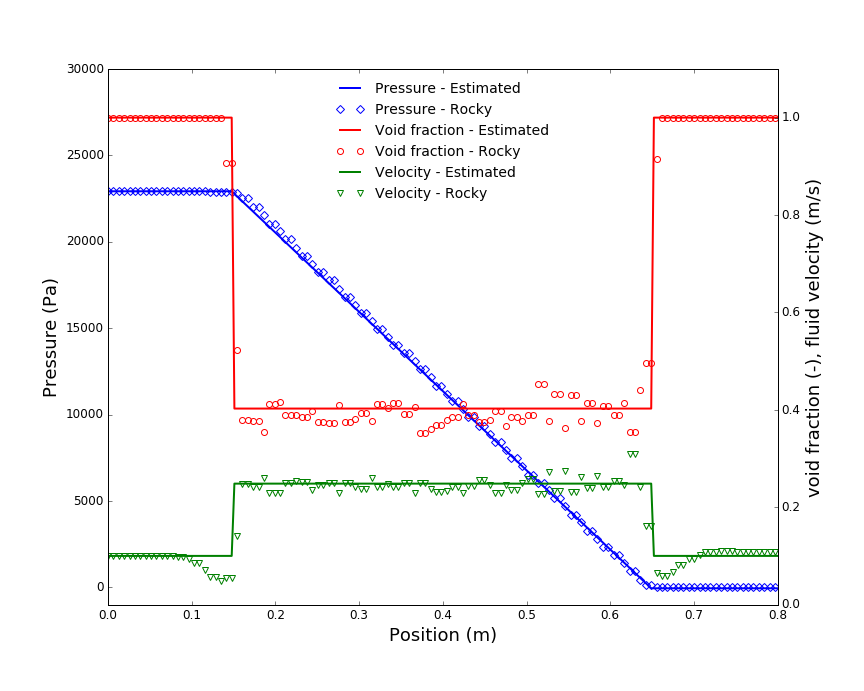 30000
25000
20000
15000
10000
5000
0
Pressure (Pa)
Pressure - Estimated
Pressure - Rocky
Void fraction - Estimated
Void fraction - Rocky
Velocity - Estimated
Velocity - Rocky
1.0
0.8
0.6
0.4
0.2
0.0
void fraction (-), fluid velocity (m/s)
0.0 0.1 0.2 0.3 0.4 0.5 0.6 0.7 0.8
Position (m)